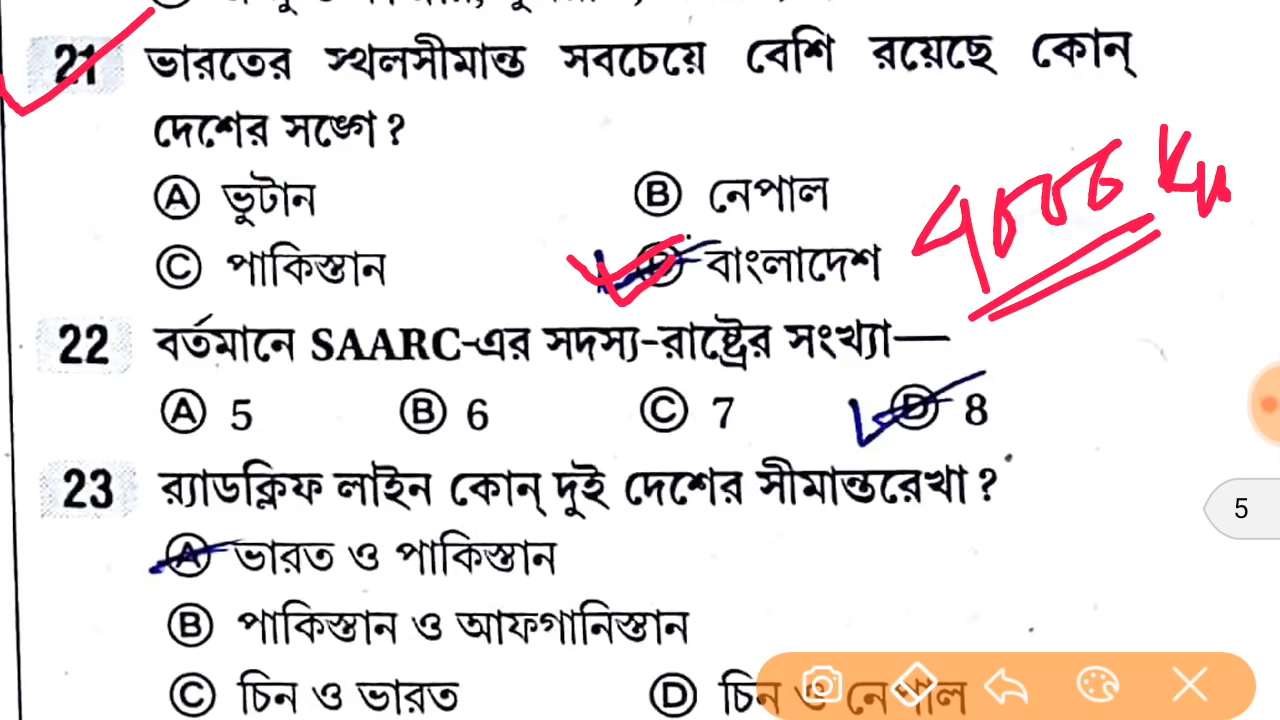 21 ভারতের স্থলসীমান্ত সবচেয়ে বেশি রয়েছে কোন্
দেশের সঙ্গে?
A ভুটান B নেপাল
C পাকিস্তান D বাংলাদেশ
4000 Km
22 বর্তমানে SAARC-এর সদস্য-রাষ্ট্রের সংখ্যা—
A 5 B 6 C 7 D 8
23 র‍্যাডক্লিফ লাইন কোন্ দুই দেশের সীমান্তরেখা?
A ভারত ও পাকিস্তান
5
B পাকিস্তান ও আফগানিস্তান
C চিন ও ভারত D চিন ও নেপাল